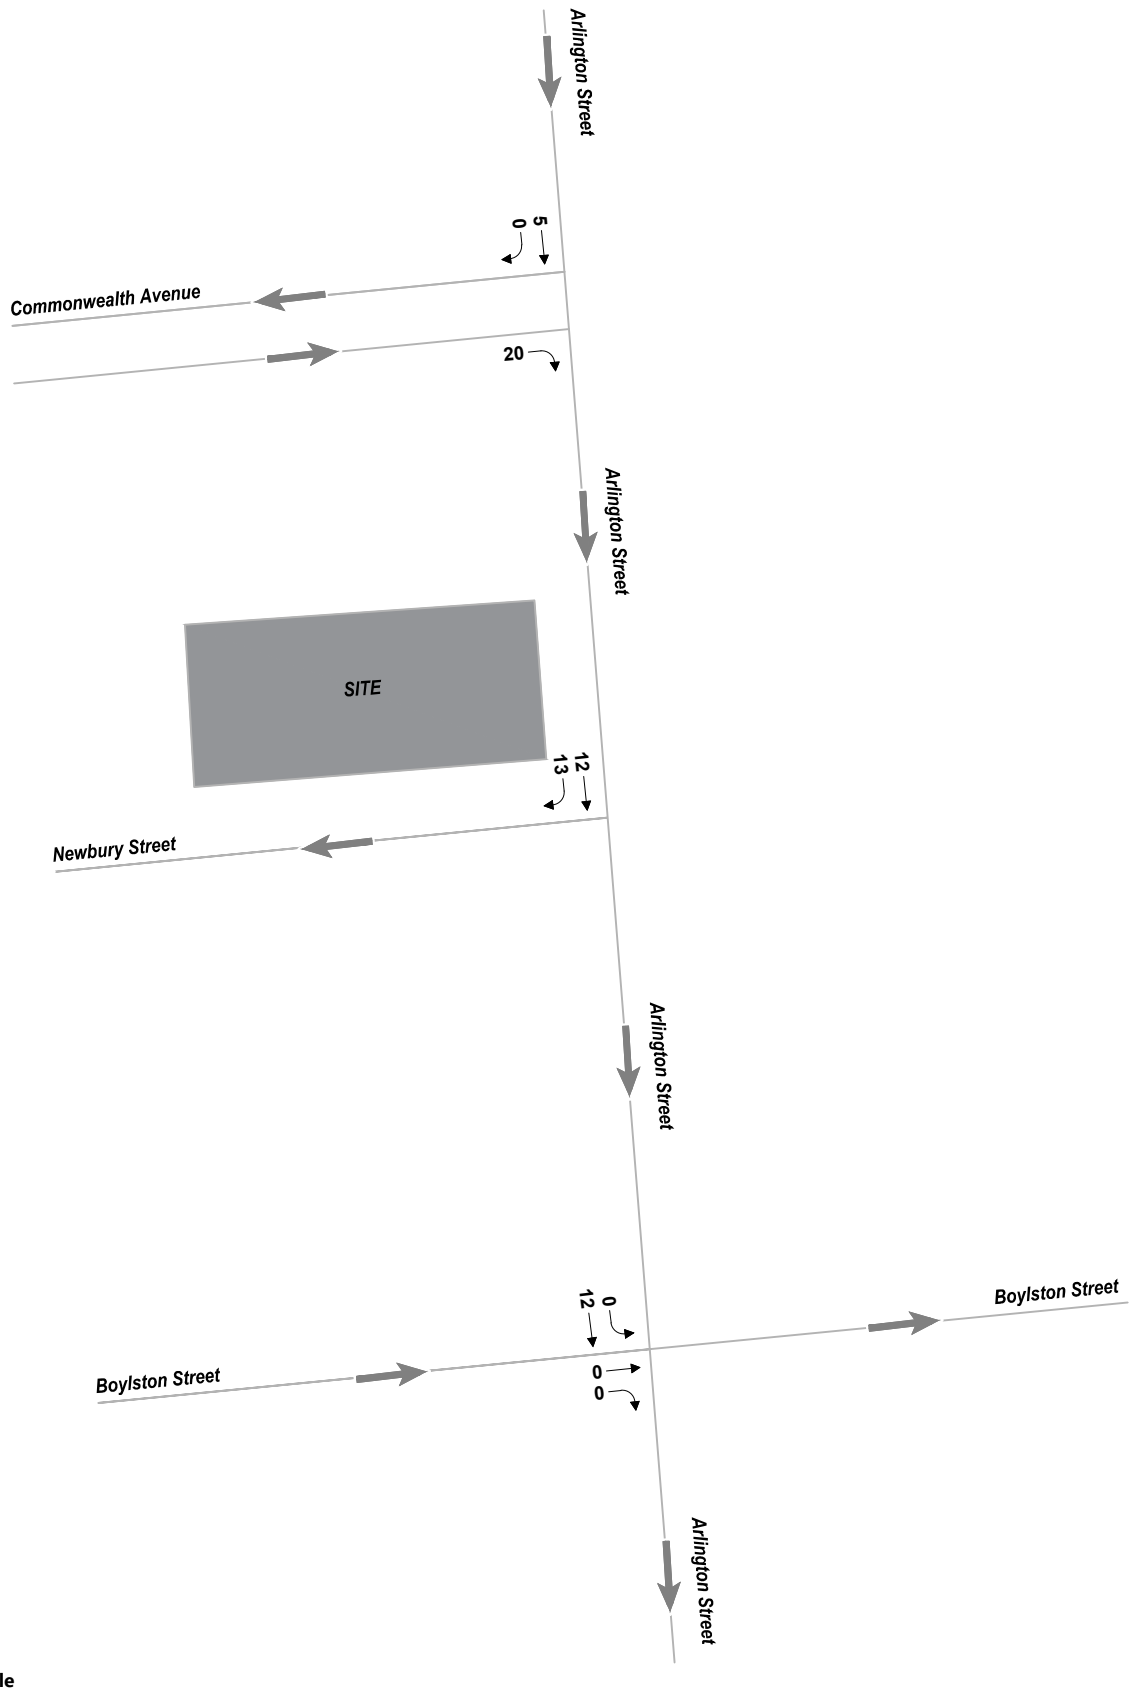 Arlington Street
0
5
Commonwealth Avenue
20
Arlington Street
SITE
13
12
Newbury Street
Arlington Street
12
0
Boylston Street
Boylston Street
0
0
Arlington Street
le